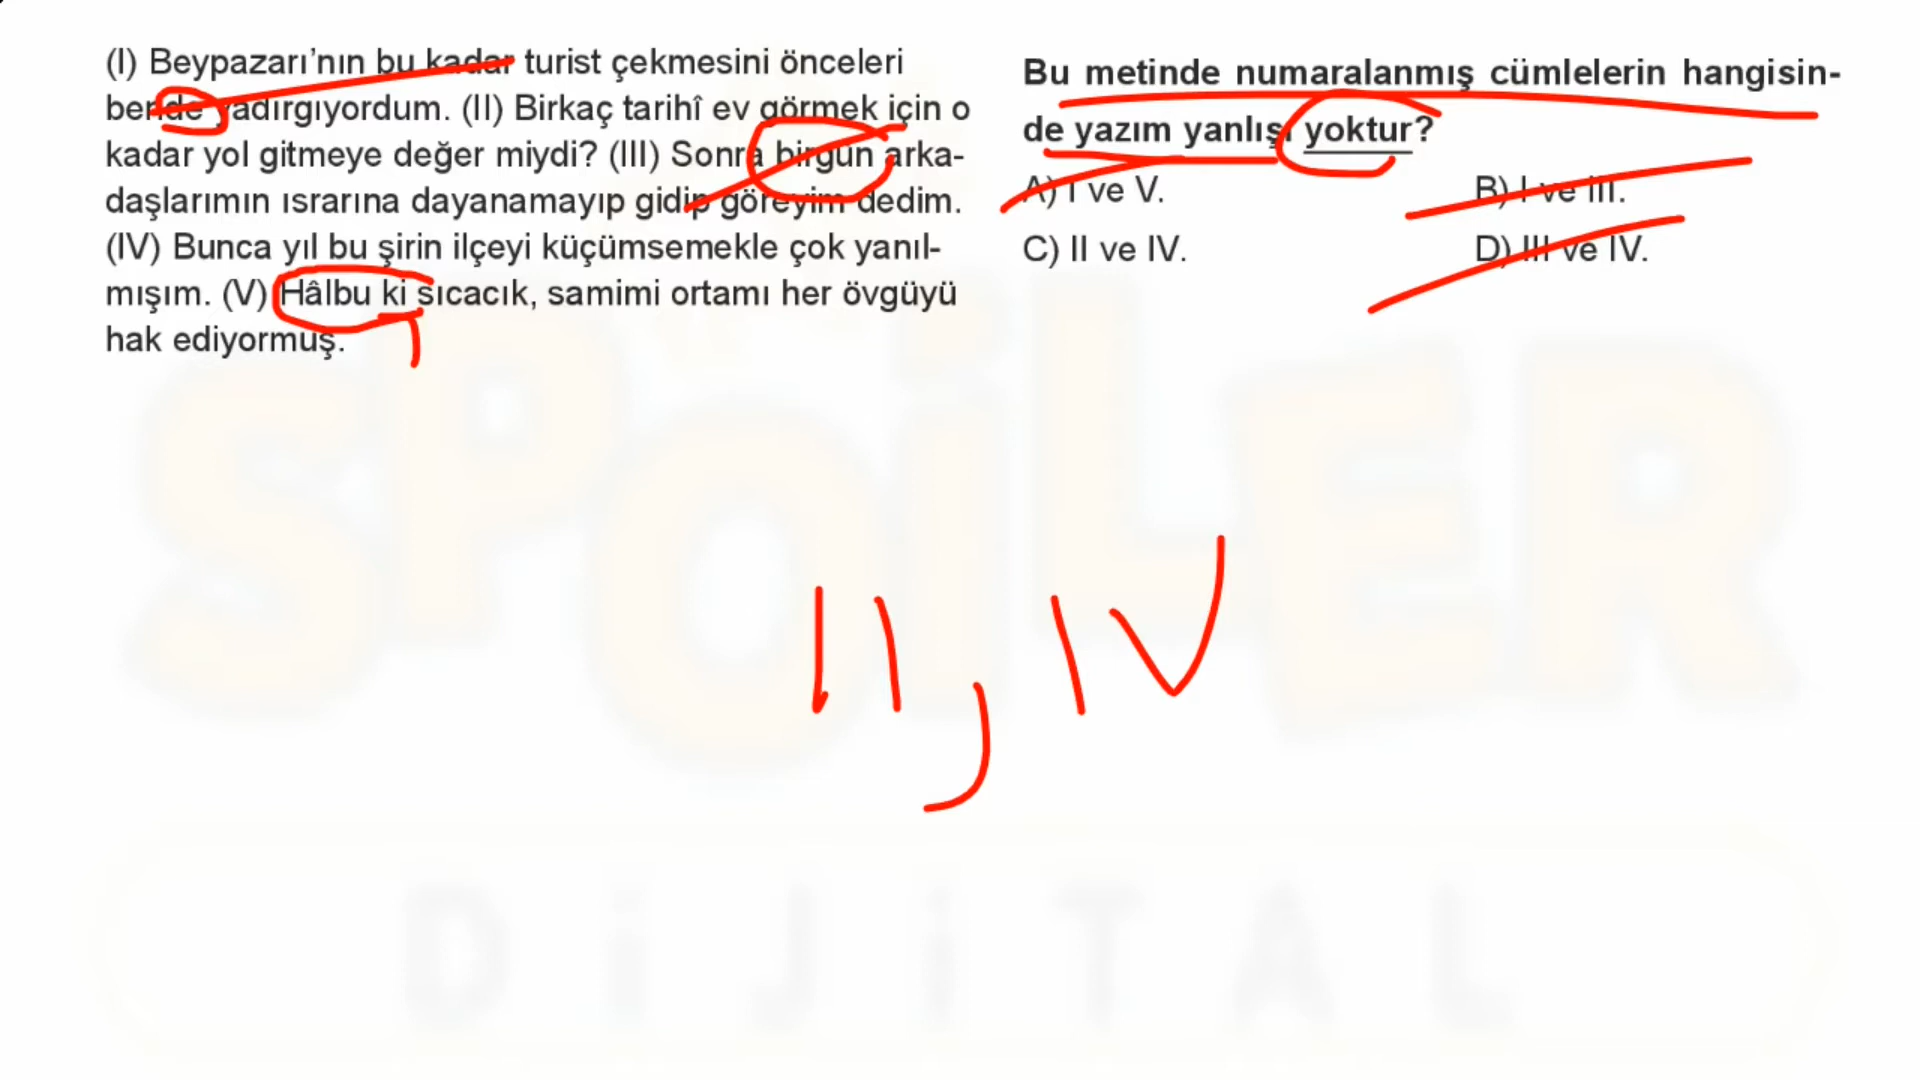 (I) Beypazarı’nın bu kadar turist çekmesini önceleri
bende yadırgıyordum. (II) Birkaç tarihî ev görmek için o
kadar yol gitmeye değer miydi? (III) Sonra birgün arka-
daşlarımın ısrarına dayanamayıp gidip göreyim dedim.
(IV) Bunca yıl bu şirin ilçeyi küçümsemekle çok yanıl-
mışım. (V) Hâlbu ki sıcacık, samimi ortamı her övgüyü
hak ediyormuş.
Bu metinde numaralanmış cümlelerin hangisin-
de yazım yanlışı yoktur?
A) I ve V.
B) I ve III.
C) II ve IV.
D) III ve IV.
II, IV
SPOiLER
DiJiTAL